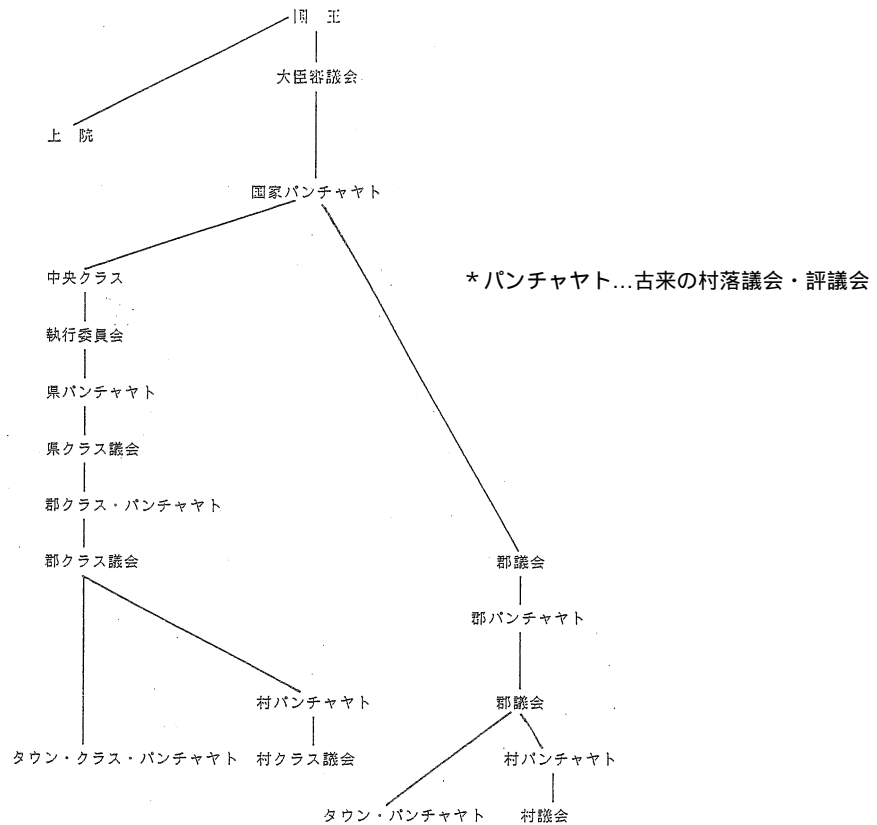 国 王
大臣審議会
上 院
国家パンチャヤト
中央クラス
*パンチャヤト…古来の村落議会・評議会
執行委員会
県パンチャヤト
県クラス議会
郡クラス・パンチャヤト
郡クラス議会
郡議会
郡パンチャヤト
村パンチャヤト
郡議会
タウン・クラス・パンチャヤト
村クラス議会
村パンチャヤト
タウン・パンチャヤト
村議会